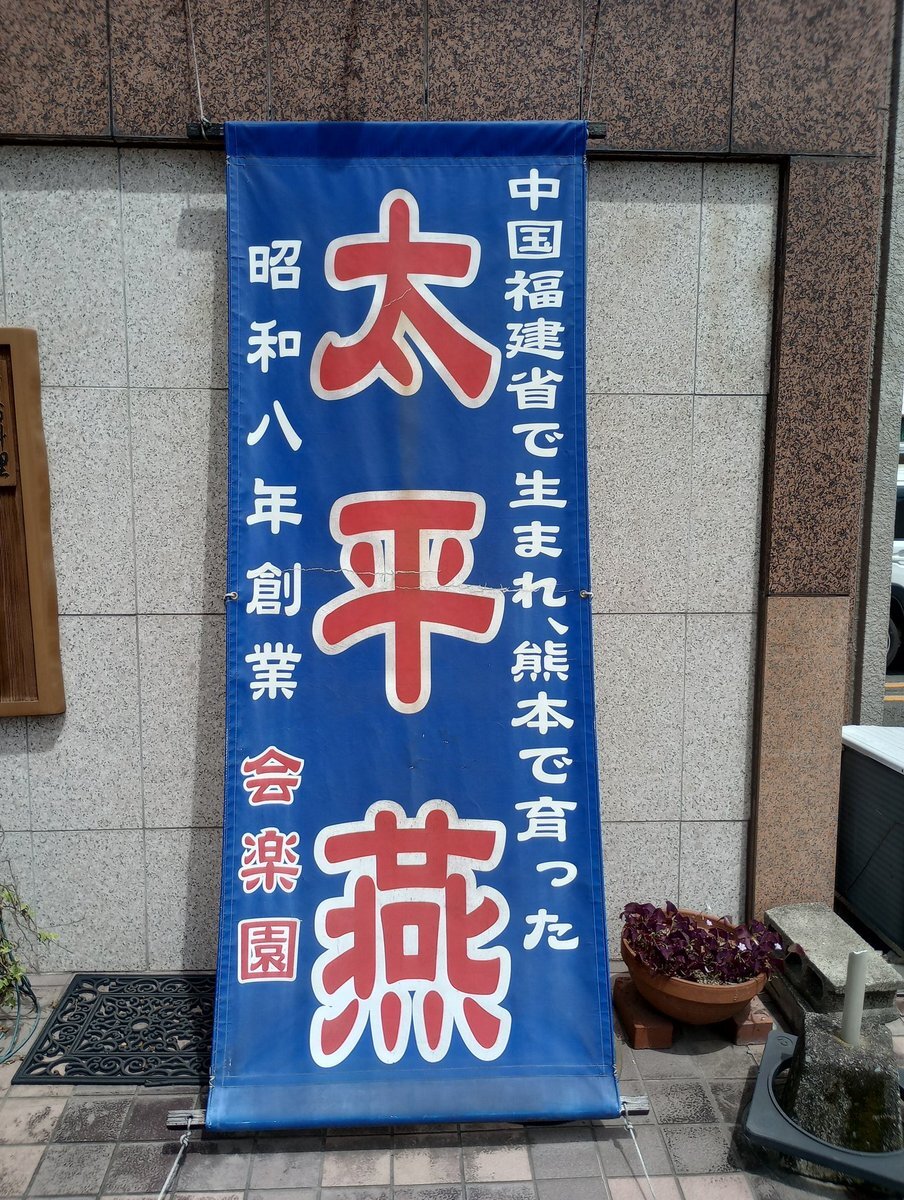 中国福建省で生まれ、熊本で育った
太平燕
昭和八年創業 会楽園